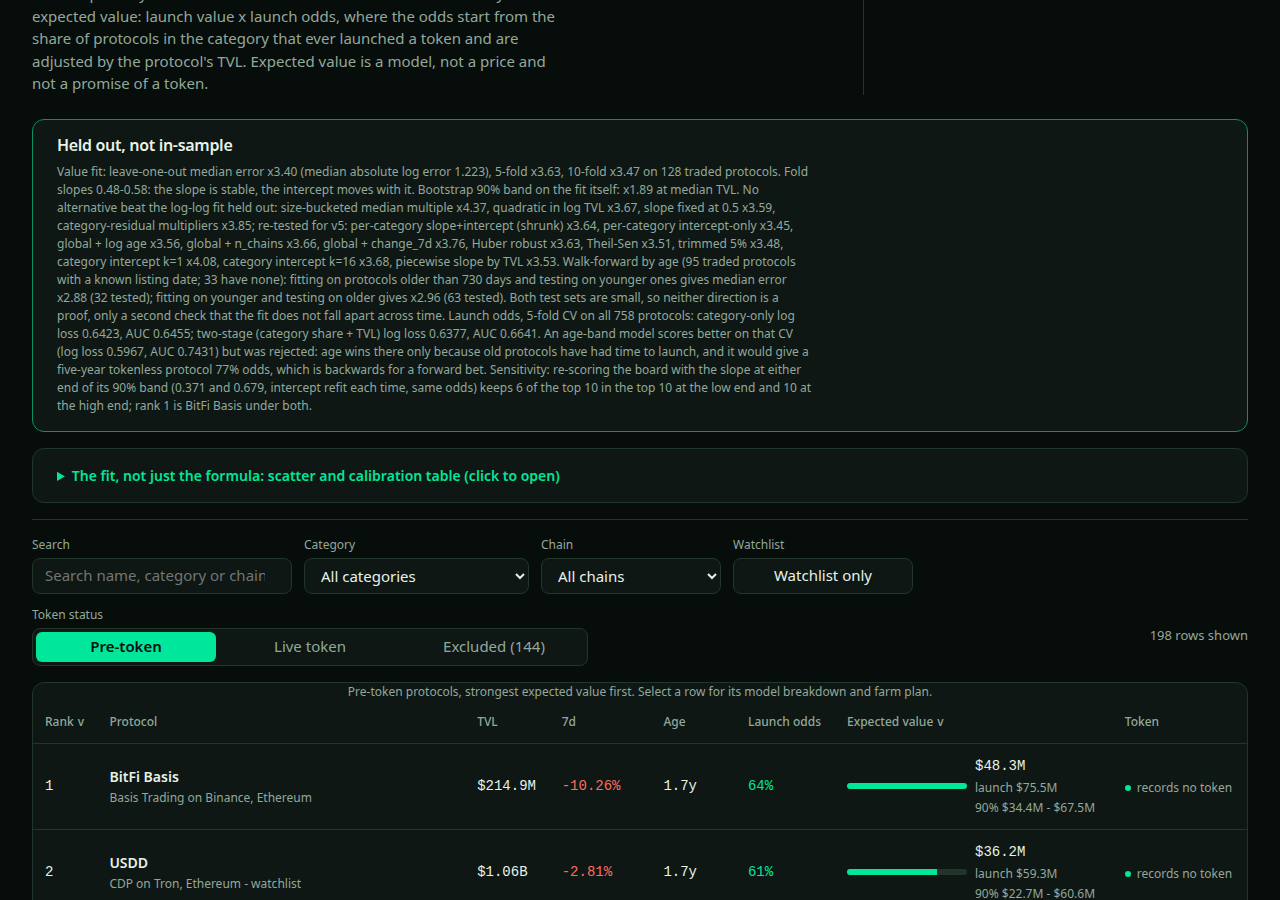 expected value: launch value x launch odds, where the odds start from the
share of protocols in the category that ever launched a token and are
adjusted by the protocol's TVL. Expected value is a model, not a price and
not a promise of a token.
Held out, not in-sample
Value fit: leave-one-out median error x3.40 (median absolute log error 1.223), 5-fold x3.63, 10-fold x3.47 on 128 traded protocols. Fold
slopes 0.48-0.58: the slope is stable, the intercept moves with it. Bootstrap 90% band on the fit itself: x1.89 at median TVL. No
alternative beat the log-log fit held out: size-bucketed median multiple x4.37, quadratic in log TVL x3.67, slope fixed at 0.5 x3.59,
category-residual multipliers x3.85; re-tested for v5: per-category slope+intercept (shrunk) x3.64, per-category intercept-only x3.45,
global + log age x3.56, global + n_chains x3.66, global + change_7d x3.76, Huber robust x3.63, Theil-Sen x3.51, trimmed 5% x3.48,
category intercept k=1 x4.08, category intercept k=16 x3.68, piecewise slope by TVL x3.53. Walk-forward by age (95 traded protocols
with a known listing date; 33 have none): fitting on protocols older than 730 days and testing on younger ones gives median error
x2.88 (32 tested); fitting on younger and testing on older gives x2.96 (63 tested). Both test sets are small, so neither direction is a
proof, only a second check that the fit does not fall apart across time. Launch odds, 5-fold CV on all 758 protocols: category-only log
loss 0.6423, AUC 0.6455; two-stage (category share + TVL) log loss 0.6377, AUC 0.6641. An age-band model scores better on that CV
(log loss 0.5967, AUC 0.7431) but was rejected: age wins there only because old protocols have had time to launch, and it would give a
five-year tokenless protocol 77% odds, which is backwards for a forward bet. Sensitivity: re-scoring the board with the slope at either
end of its 90% band (0.371 and 0.679, intercept refit each time, same odds) keeps 6 of the top 10 in the top 10 at the low end and 10 at
the high end; rank 1 is BitFi Basis under both.
The fit, not just the formula: scatter and calibration table (click to open)
Search Category Chain Watchlist
Search name, category or chain All categories All chains Watchlist only
Token status
Pre-token Live token Excluded (144) 198 rows shown
Pre-token protocols, strongest expected value first. Select a row for its model breakdown and farm plan.
Rank v Protocol TVL 7d Age Launch odds Expected value v Token
1 BitFi Basis $214.9M -10.26% 1.7y 64% $48.3M
Basis Trading on Binance, Ethereum launch $75.5M records no token
90% $34.4M - $67.5M
2 USDD $1.06B -2.81% 1.7y 61% $36.2M
CDP on Tron, Ethereum - watchlist launch $59.3M records no token
90% $22.7M - $60.6M